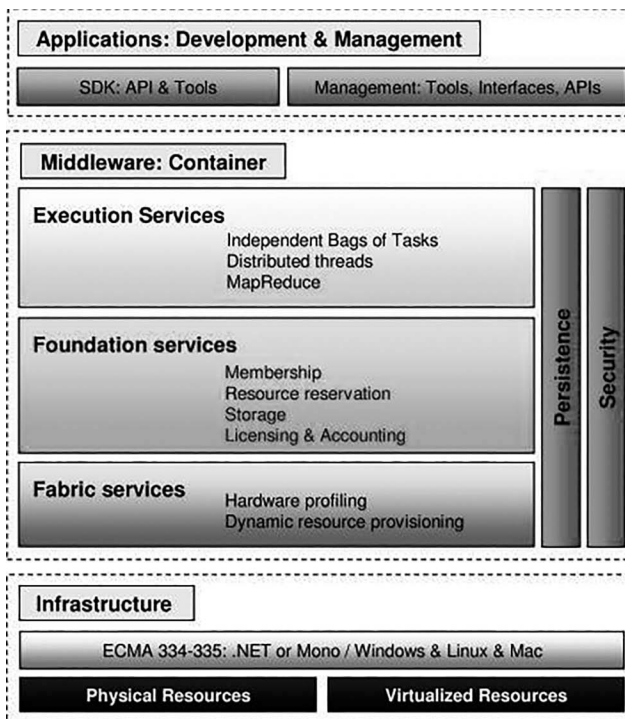 Applications: Development & Management
SDK: API & Tools
Management: Tools, Interfaces, APIs
Middleware: Container
Execution Services
Independent Bags of Tasks
Distributed threads
MapReduce
Foundation services
Membership
Resource reservation
Storage
Licensing & Accounting
Fabric services
Hardware profiling
Dynamic resource provisioning
Persistence
Security
Infrastructure
ECMA 334-335: .NET or Mono / Windows & Linux & Mac
Physical Resources
Virtualized Resources